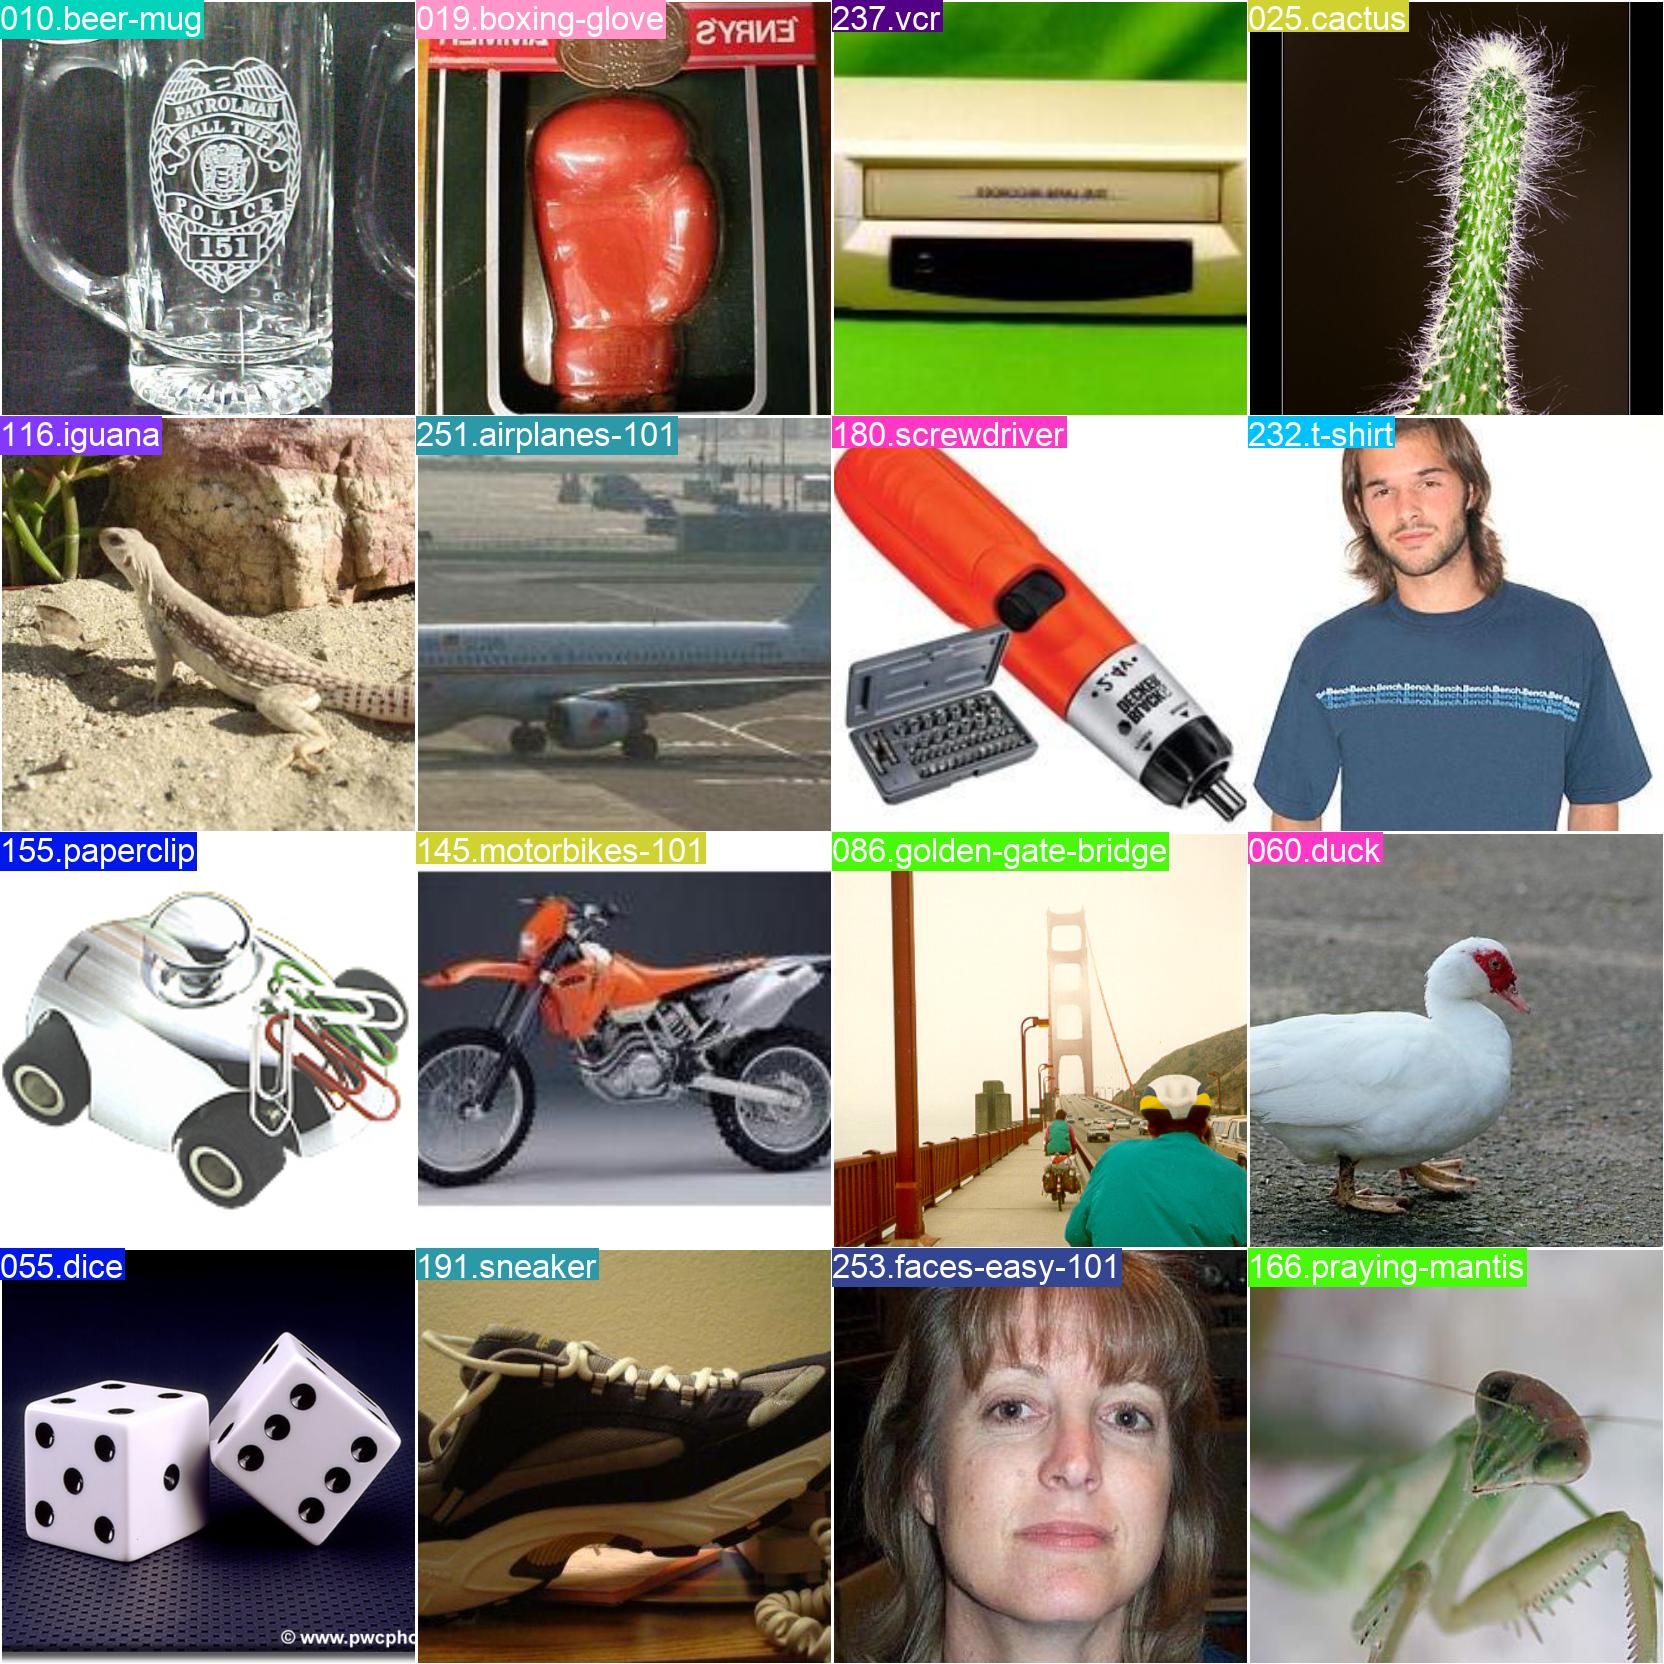 010.beer-mug
019.boxing-glove
237.vcr
025.cactus
PATROLMAN
WALL TWP
POLICE
151
ENRY'S
116.iguana
251.airplanes-101
180.screwdriver
232.t-shirt
BLACK&
DECKER
Bench.Bench.Bench.Bench.Bench.Bench.Bench.Bench.
155.paperclip
145.motorbikes-101
086.golden-gate-bridge
060.duck
055.dice
191.sneaker
253.faces-easy-101
166.praying-mantis
© www.pwcpho